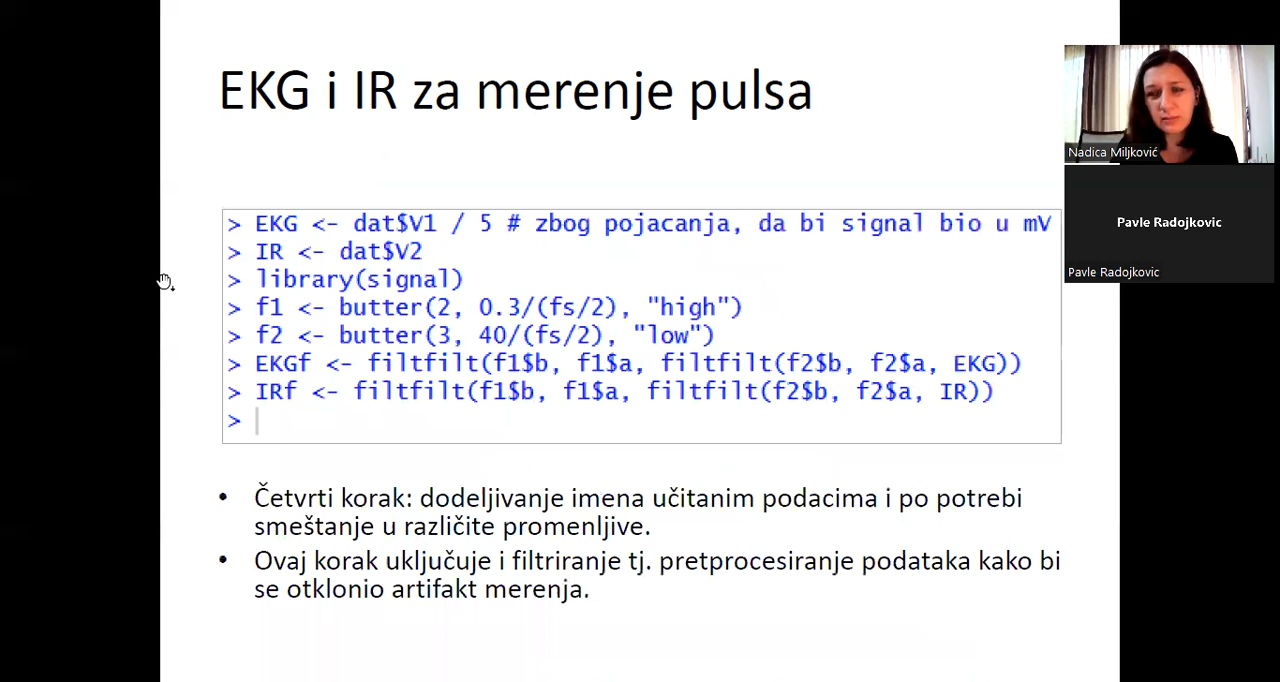 EKG i IR za merenje pulsa
> EKG <- dat$V1 / 5 # zbog pojacanja, da bi signal bio u mV
> IR <- dat$V2
> library(signal)
> f1 <- butter(2, 0.3/(fs/2), "high")
> f2 <- butter(3, 40/(fs/2), "low")
> EKGf <- filtfilt(f1$b, f1$a, filtfilt(f2$b, f2$a, EKG))
> IRf <- filtfilt(f1$b, f1$a, filtfilt(f2$b, f2$a, IR))
>
• Četvrti korak: dodeljivanje imena učitanim podacima i po potrebi
smeštanje u različite promenljive.
• Ovaj korak uključuje i filtriranje tj. pretprocesiranje podataka kako bi
se otklonio artifakt merenja.
Nadica Miljković
Pavle Radojkovic
Pavle Radojkovic